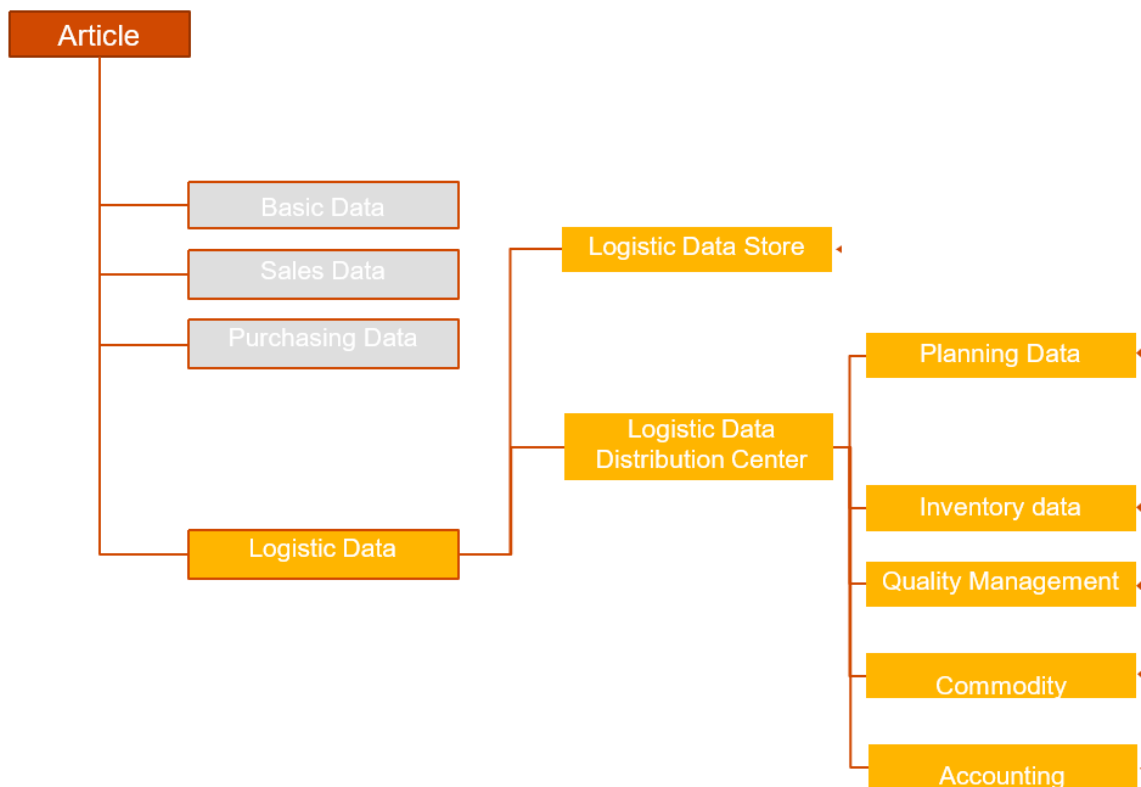 Article
Basic Data
Sales Data
Purchasing Data
Logistic Data
Logistic Data Store
Logistic Data
Distribution Center
Planning Data
Inventory data
Quality Management
Commodity
Accounting